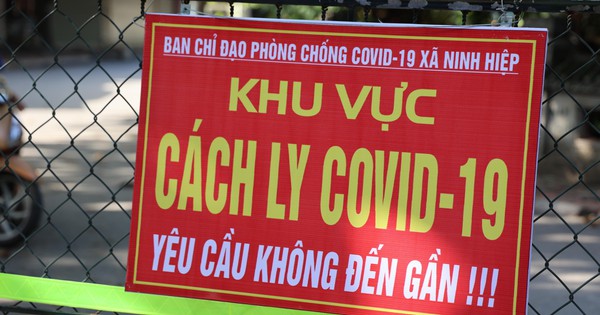 BAN CHỈ ĐẠO PHÒNG CHỐNG COVID-19 XÃ NINH HIỆP
KHU VỰC
CÁCH LY COVID-19
YÊU CẦU KHÔNG ĐẾN GẦN !!!